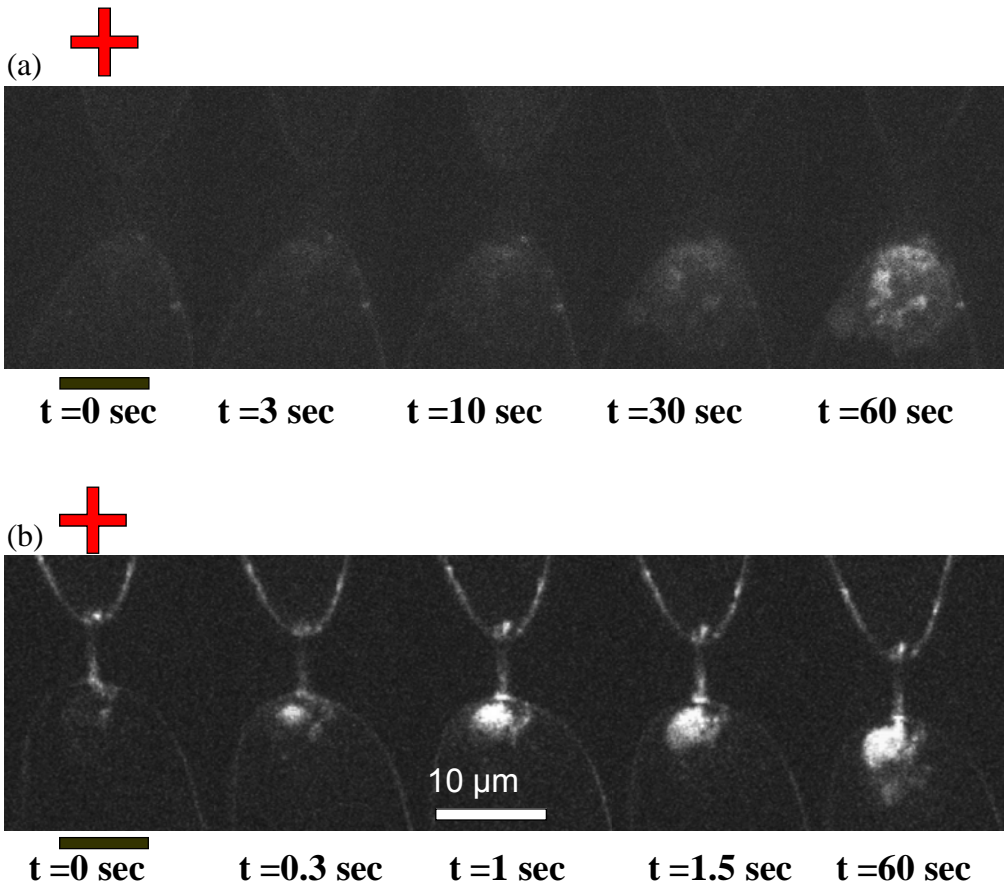 (a)
t =0 sec t =3 sec t =10 sec t =30 sec t =60 sec
(b)
10 µm
t =0 sec t =0.3 sec t =1 sec t =1.5 sec t =60 sec